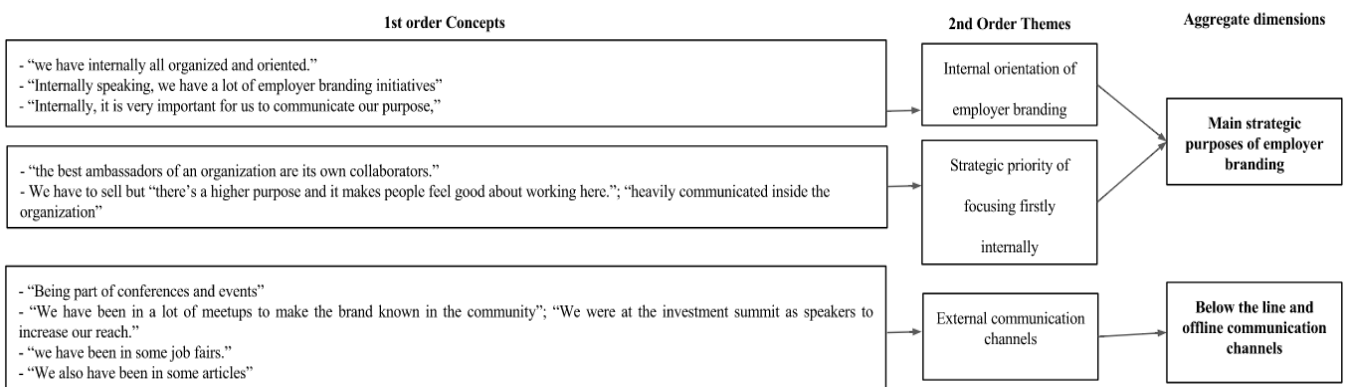 1st order Concepts
2nd Order Themes
Aggregate dimensions
- “we have internally all organized and oriented.”
- “Internally speaking, we have a lot of employer branding initiatives”
- “Internally, it is very important for us to communicate our purpose,”
Internal orientation of
employer branding
- “the best ambassadors of an organization are its own collaborators.”
- We have to sell but “there’s a higher purpose and it makes people feel good about working here.”; “heavily communicated inside the
organization”
Strategic priority of
focusing firstly
internally
Main strategic
purposes of employer
branding
- “Being part of conferences and events”
- “We have been in a lot of meetups to make the brand known in the community”; “We were at the investment summit as speakers to
increase our reach.”
- “we have been in some job fairs.”
- “We also have been in some articles”
External communication
channels
Below the line and
offline communication
channels